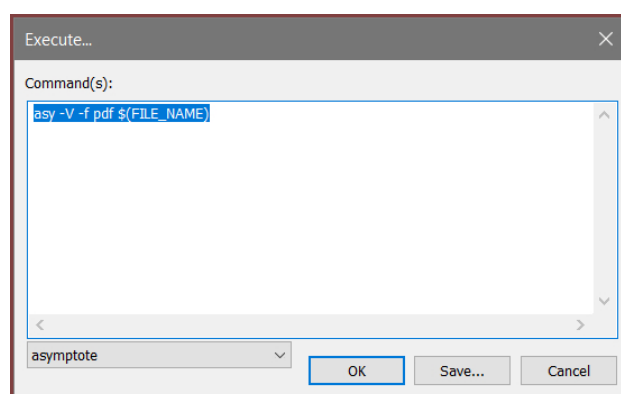 Execute...
Command(s):
asy -V -f pdf $(FILE_NAME)
asymptote
OK Save... Cancel